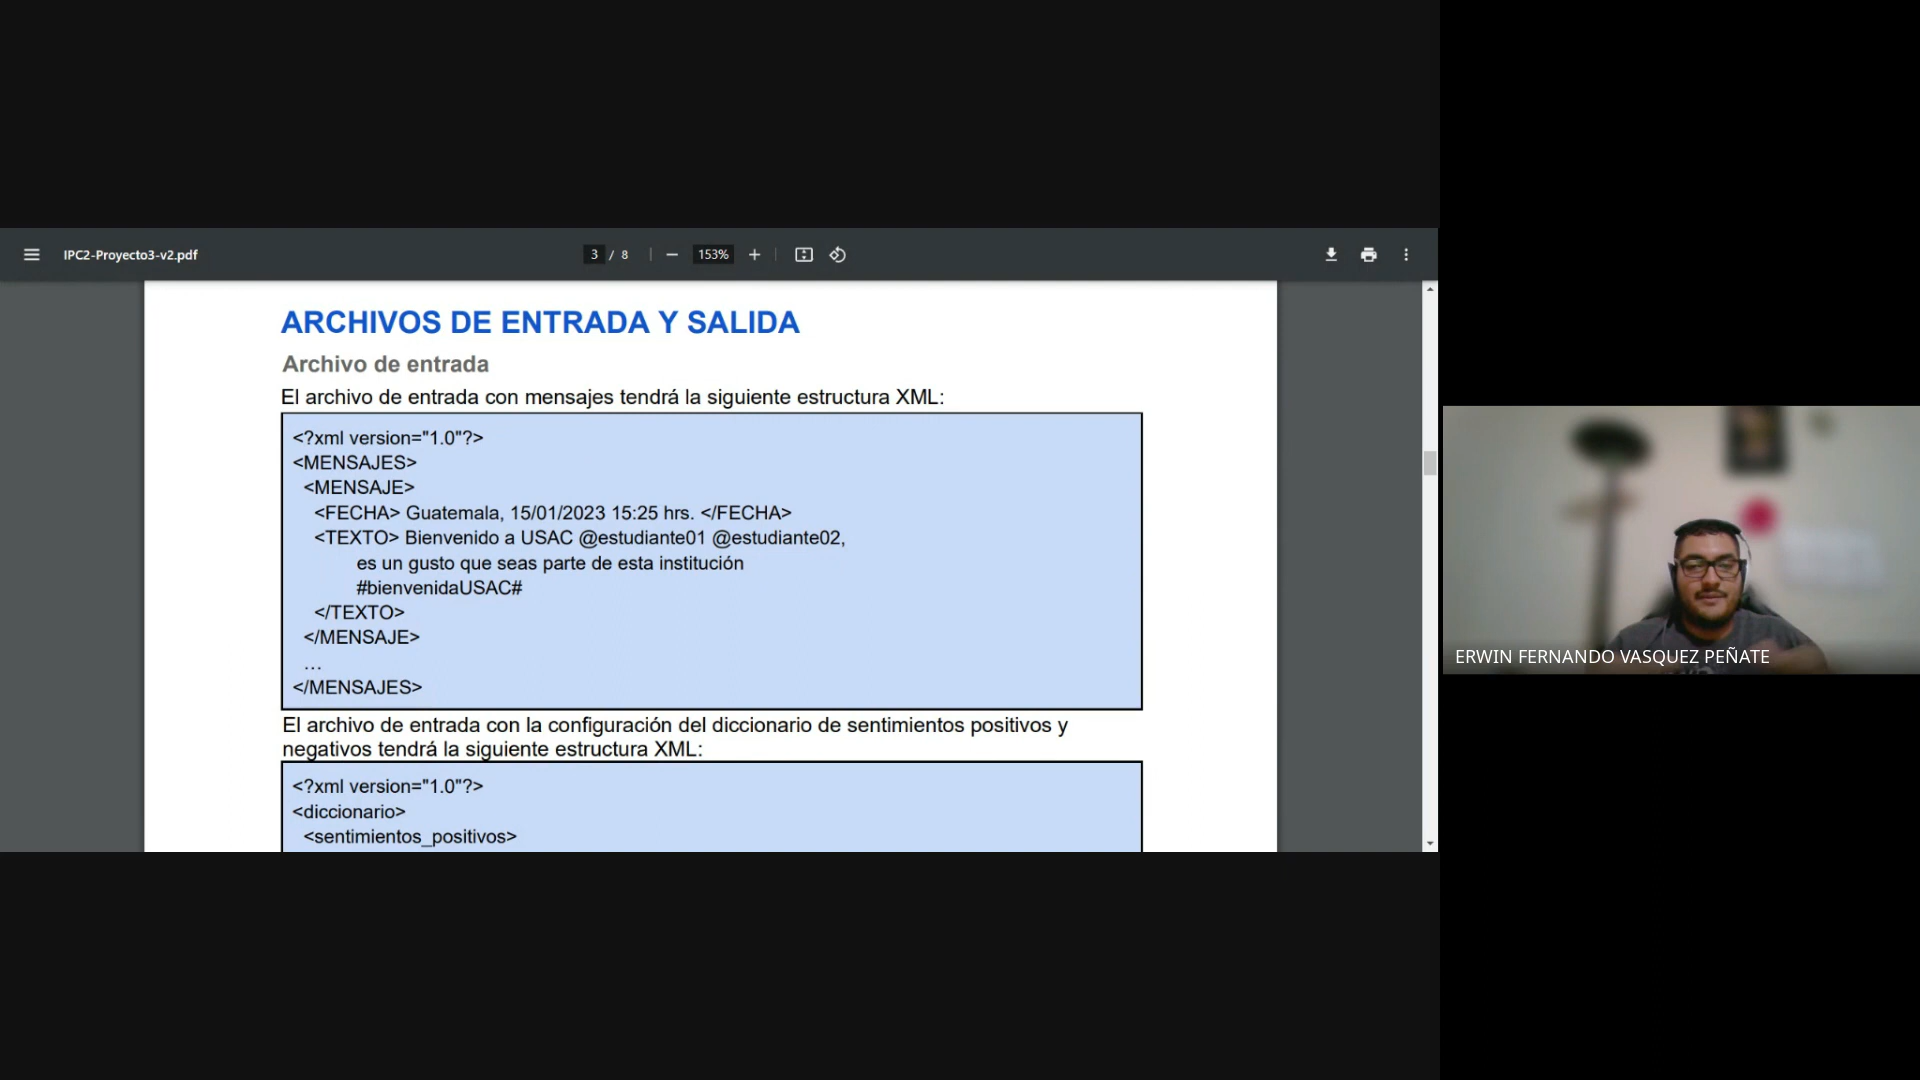 IPC2-Proyecto3-v2.pdf
3 / 8
153%
ARCHIVOS DE ENTRADA Y SALIDA
Archivo de entrada
El archivo de entrada con mensajes tendrá la siguiente estructura XML:
<?xml version="1.0"?>
<MENSAJES>
<MENSAJE>
<FECHA> Guatemala, 15/01/2023 15:25 hrs. </FECHA>
<TEXTO> Bienvenido a USAC @estudiante01 @estudiante02,
es un gusto que seas parte de esta institución
#bienvenidaUSAC#
</TEXTO>
</MENSAJE>
...
</MENSAJES>
El archivo de entrada con la configuración del diccionario de sentimientos positivos y
negativos tendrá la siguiente estructura XML:
<?xml version="1.0"?>
<diccionario>
<sentimientos_positivos>
ERWIN FERNANDO VASQUEZ PEÑATE